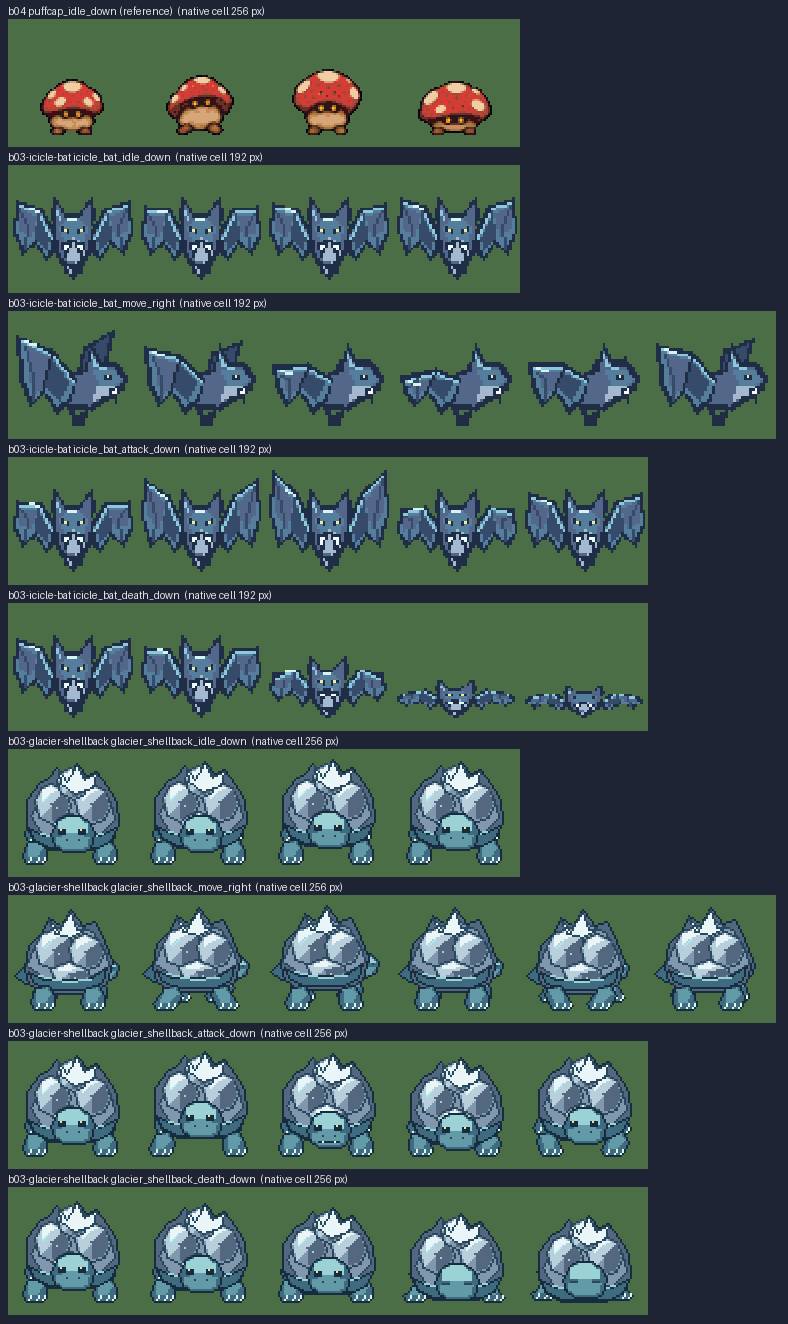 b04 puffcap_idle_down (reference) (native cell 256 px)
b03-icicle-bat icicle_bat_idle_down (native cell 192 px)
b03-icicle-bat icicle_bat_move_right (native cell 192 px)
b03-icicle-bat icicle_bat_attack_down (native cell 192 px)
b03-icicle-bat icicle_bat_death_down (native cell 192 px)
b03-glacier-shellback glacier_shellback_idle_down (native cell 256 px)
b03-glacier-shellback glacier_shellback_move_right (native cell 256 px)
b03-glacier-shellback glacier_shellback_attack_down (native cell 256 px)
b03-glacier-shellback glacier_shellback_death_down (native cell 256 px)